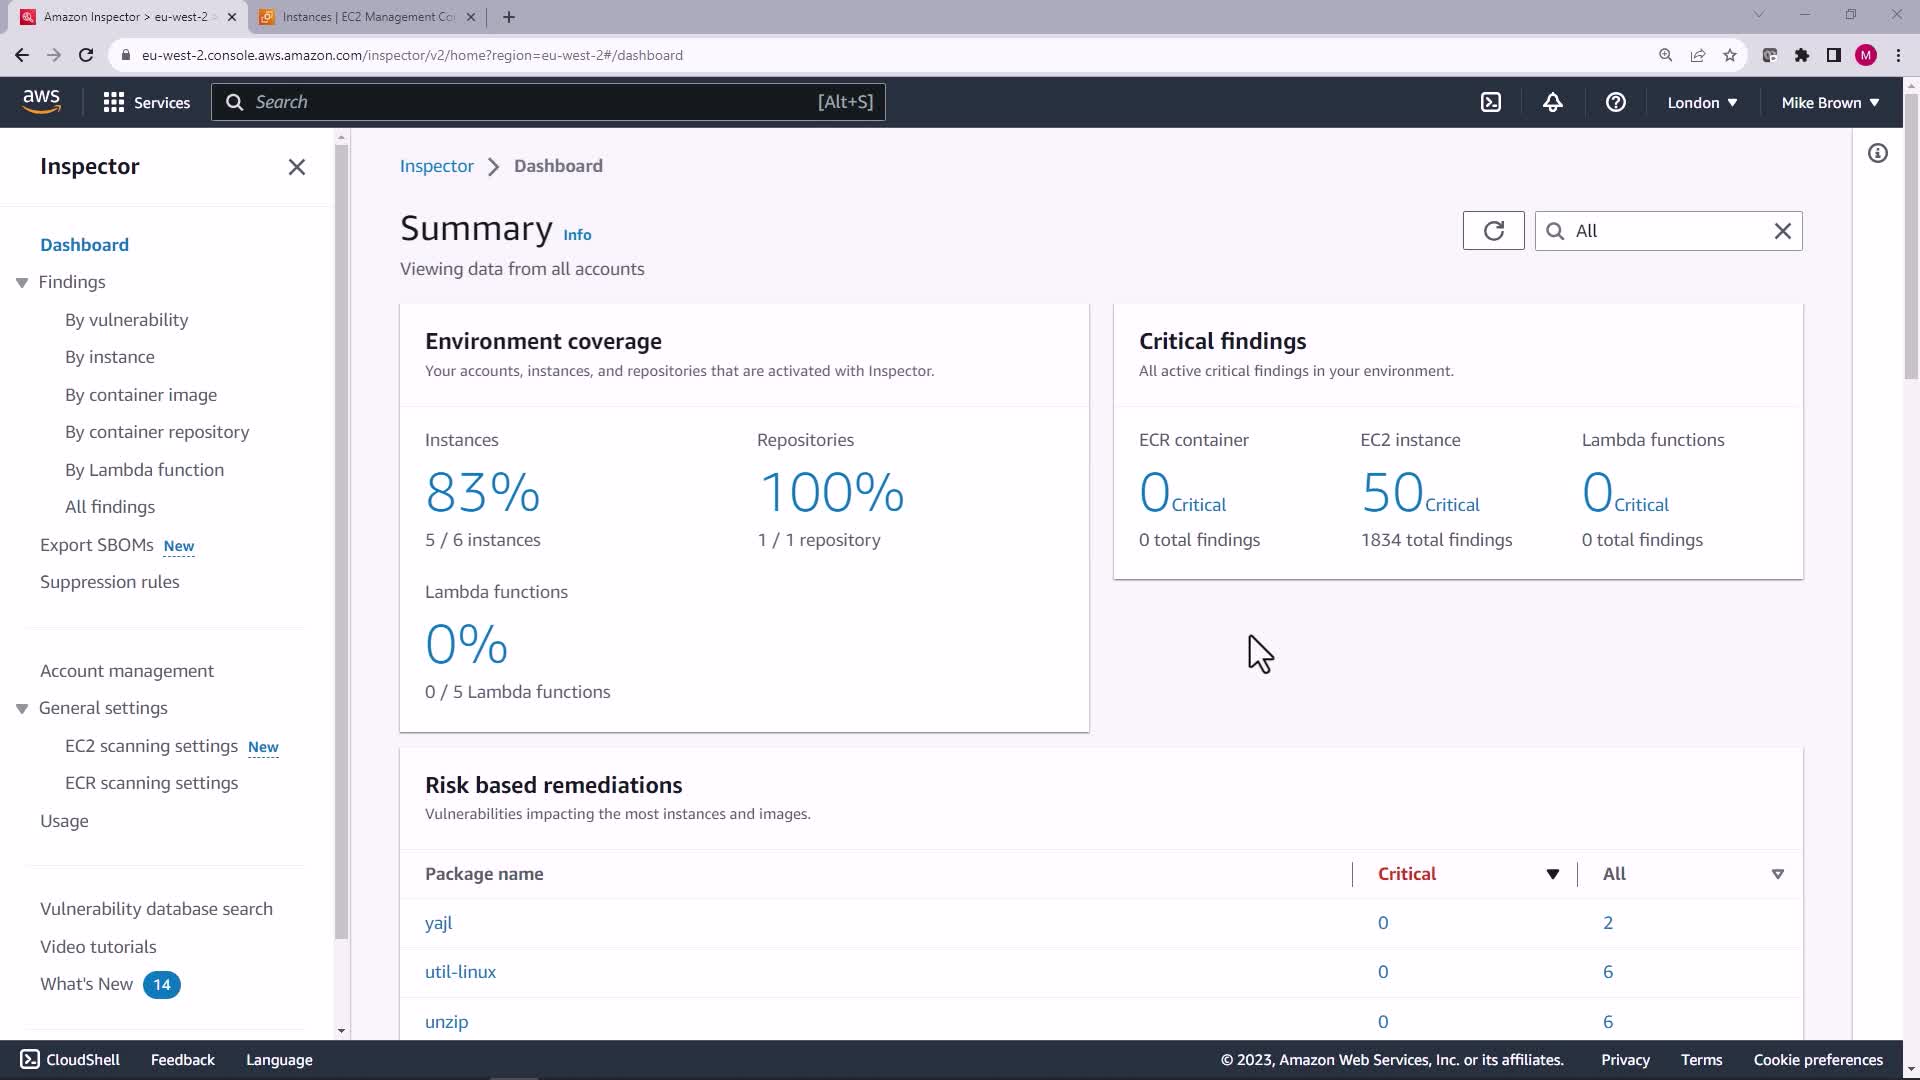 Amazon Inspector > eu-west-2 >
Instances | EC2 Management Co
eu-west-2.console.aws.amazon.com/inspector/v2/home?region=eu-west-2#/dashboard
M
aws
Services
Search
[Alt+S]
London
Mike Brown
Inspector
Dashboard
Findings
By vulnerability
By instance
By container image
By container repository
By Lambda function
All findings
Export SBOMs New
Suppression rules
Account management
General settings
EC2 scanning settings New
ECR scanning settings
Usage
Vulnerability database search
Video tutorials
What's New 14
Inspector > Dashboard
Summary Info
Viewing data from all accounts
All
Environment coverage
Your accounts, instances, and repositories that are activated with Inspector.
Instances
83%
5 / 6 instances
Repositories
100%
1 / 1 repository
Lambda functions
0%
0 / 5 Lambda functions
Critical findings
All active critical findings in your environment.
ECR container
0 Critical
0 total findings
EC2 instance
50 Critical
1834 total findings
Lambda functions
0 Critical
0 total findings
Risk based remediations
Vulnerabilities impacting the most instances and images.
Package name Critical All
yajl 0 2
util-linux 0 6
unzip 0 6
CloudShell Feedback Language
© 2023, Amazon Web Services, Inc. or its affiliates. Privacy Terms Cookie preferences